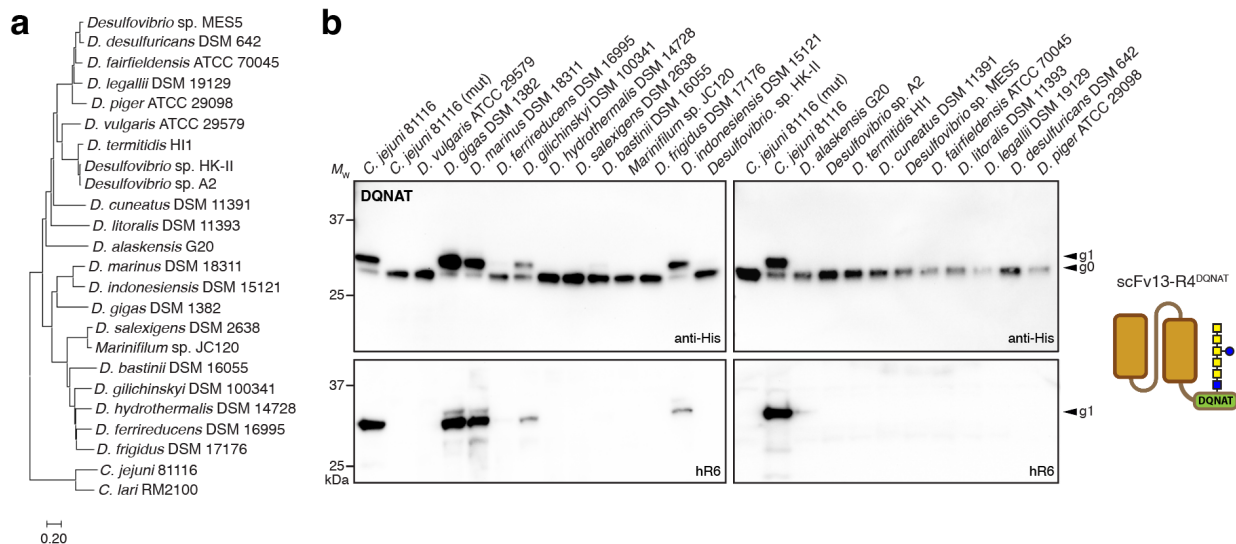 a
Desulfovibrio sp. MES5
D. desulfuricans DSM 642
D. fairfieldensis ATCC 70045
D. legallii DSM 19129
D. piger ATCC 29098
D. vulgaris ATCC 29579
D. termitidis HI1
Desulfovibrio sp. HK-II
Desulfovibrio sp. A2
D. cuneatus DSM 11391
D. litoralis DSM 11393
D. alaskensis G20
D. marinus DSM 18311
D. indonesiensis DSM 15121
D. gigas DSM 1382
D. salexigens DSM 2638
Marinifilum sp. JC120
D. bastinii DSM 16055
D. gilichinskyi DSM 100341
D. hydrothermalis DSM 14728
D. ferrireducens DSM 16995
D. frigidus DSM 17176
C. jejuni 81116
C. lari RM2100
0.20
b
C. jejuni 81116
C. jejuni 81116 (mut)
D. vulgaris ATCC 29579
D. gigas DSM 1382
D. marinus DSM 18311
D. ferrireducens DSM 16995
D. gilichinskyi DSM 100341
D. hydrothermalis DSM 14728
D. salexigens DSM 2638
D. bastinii DSM 16055
Marinifilum sp. JC120
D. frigidus DSM 17176
D. indonesiensis DSM 15121
Desulfovibrio. sp. HK-II
C. jejuni 81116 (mut)
C. jejuni 81116
D. alaskensis G20
Desulfovibrio sp. A2
D. termitidis HI1
D. cuneatus DSM 11391
Desulfovibrio sp. MES5
D. fairfieldensis ATCC 70045
D. litoralis DSM 11393
D. legallii DSM 19129
D. desulfuricans DSM 642
D. piger ATCC 29098
Mw
DQNAT
37
25
anti-His
anti-His
g1
g0
37
25
kDa
hR6
hR6
g1
scFv13-R4DQNAT
DQNAT